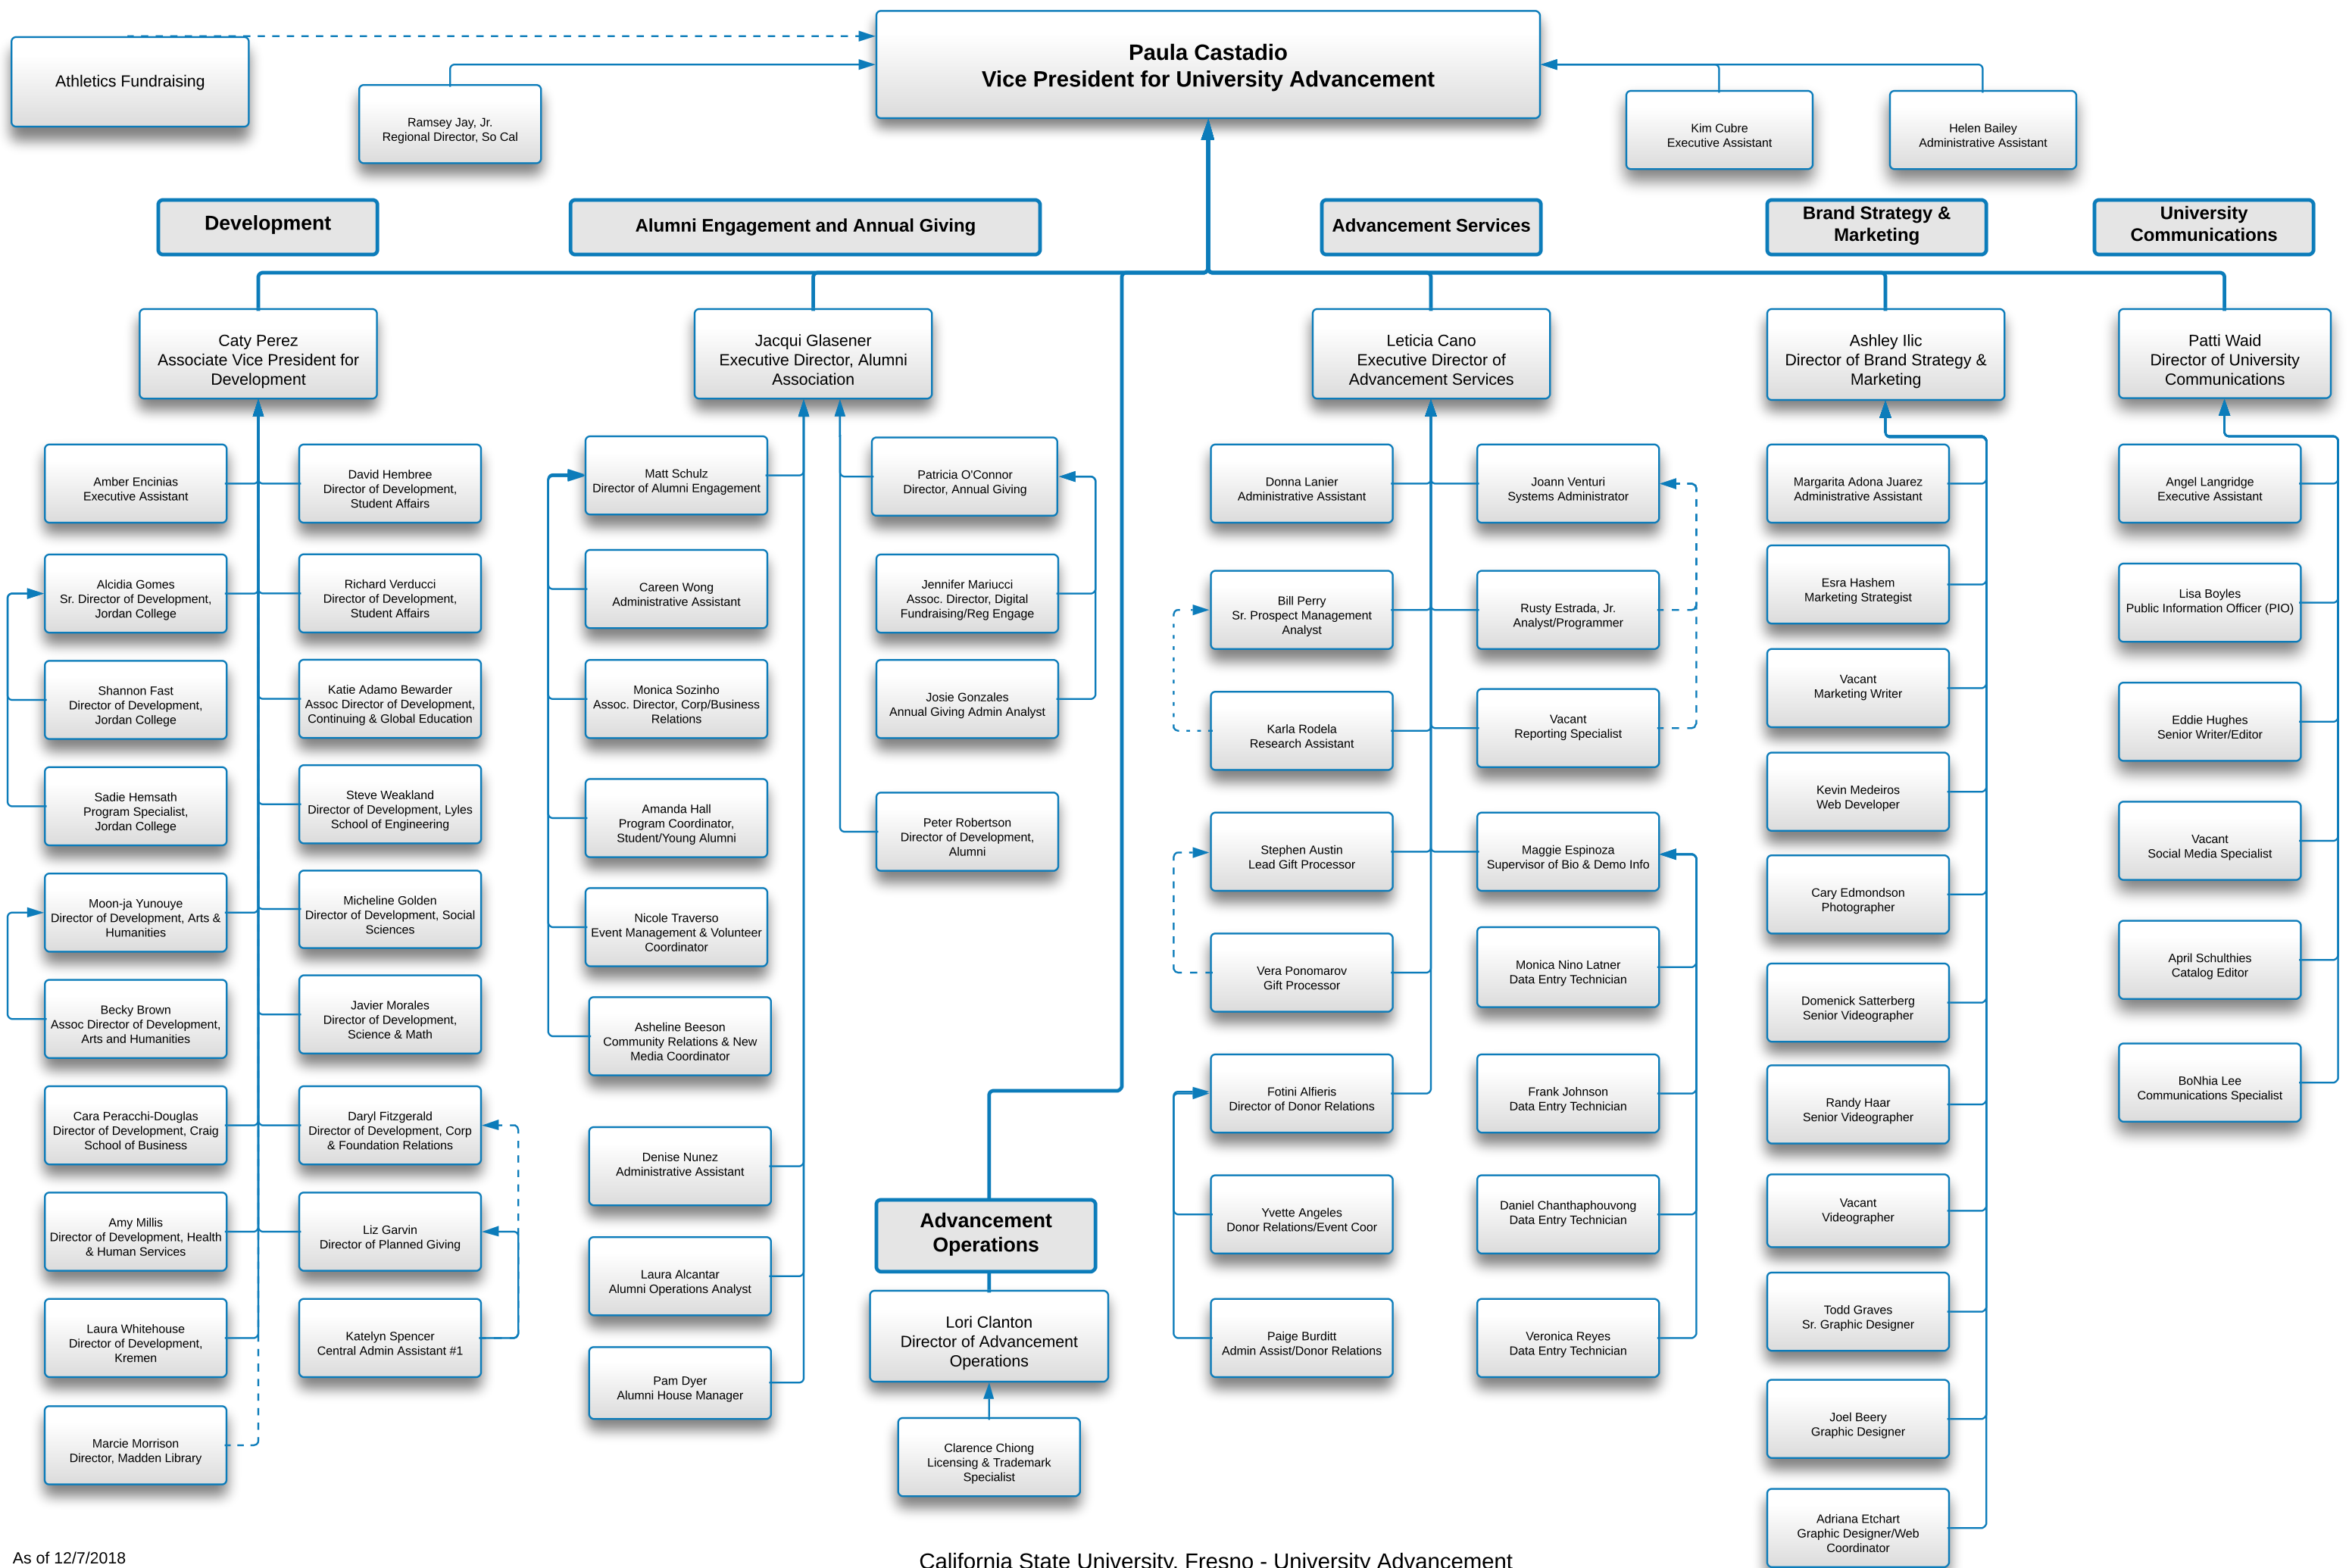 Paula Castadio
Vice President for University Advancement
Athletics Fundraising
Ramsey Jay, Jr.
Regional Director, So Cal
Kim Cubre
Executive Assistant
Helen Bailey
Administrative Assistant
Development
Alumni Engagement and Annual Giving
Advancement Services
Brand Strategy &
Marketing
University
Communications
Caty Perez
Associate Vice President for
Development
Jacqui Glasener
Executive Director, Alumni
Association
Leticia Cano
Executive Director of
Advancement Services
Ashley Ilic
Director of Brand Strategy &
Marketing
Patti Waid
Director of University
Communications
Amber Encinias
Executive Assistant
Alcidia Gomes
Sr. Director of Development,
Jordan College
Shannon Fast
Director of Development,
Jordan College
Sadie Hemsath
Program Specialist,
Jordan College
Moon-ja Yunouye
Director of Development, Arts &
Humanities
Becky Brown
Assoc Director of Development,
Arts and Humanities
Cara Peracchi-Douglas
Director of Development, Craig
School of Business
Amy Millis
Director of Development, Health
& Human Services
Laura Whitehouse
Director of Development,
Kremen
Marcie Morrison
Director, Madden Library
David Hembree
Director of Development,
Student Affairs
Richard Verducci
Director of Development,
Student Affairs
Katie Adamo Bewarder
Assoc Director of Development,
Continuing & Global Education
Steve Weakland
Director of Development, Lyles
School of Engineering
Micheline Golden
Director of Development, Social
Sciences
Javier Morales
Director of Development,
Science & Math
Daryl Fitzgerald
Director of Development, Corp
& Foundation Relations
Liz Garvin
Director of Planned Giving
Katelyn Spencer
Central Admin Assistant #1
Matt Schulz
Director of Alumni Engagement
Careen Wong
Administrative Assistant
Monica Sozinho
Assoc. Director, Corp/Business
Relations
Amanda Hall
Program Coordinator,
Student/Young Alumni
Nicole Traverso
Event Management & Volunteer
Coordinator
Asheline Beeson
Community Relations & New
Media Coordinator
Denise Nunez
Administrative Assistant
Laura Alcantar
Alumni Operations Analyst
Pam Dyer
Alumni House Manager
Patricia O'Connor
Director, Annual Giving
Jennifer Mariucci
Assoc. Director, Digital
Fundraising/Reg Engage
Josie Gonzales
Annual Giving Admin Analyst
Peter Robertson
Director of Development,
Alumni
Advancement
Operations
Lori Clanton
Director of Advancement
Operations
Clarence Chiong
Licensing & Trademark
Specialist
Donna Lanier
Administrative Assistant
Bill Perry
Sr. Prospect Management
Analyst
Karla Rodela
Research Assistant
Stephen Austin
Lead Gift Processor
Vera Ponomarov
Gift Processor
Fotini Alfieris
Director of Donor Relations
Yvette Angeles
Donor Relations/Event Coor
Paige Burditt
Admin Assist/Donor Relations
Joann Venturi
Systems Administrator
Rusty Estrada, Jr.
Analyst/Programmer
Vacant
Reporting Specialist
Maggie Espinoza
Supervisor of Bio & Demo Info
Monica Nino Latner
Data Entry Technician
Frank Johnson
Data Entry Technician
Daniel Chanthaphouvong
Data Entry Technician
Veronica Reyes
Data Entry Technician
Margarita Adona Juarez
Administrative Assistant
Esra Hashem
Marketing Strategist
Vacant
Marketing Writer
Kevin Medeiros
Web Developer
Cary Edmondson
Photographer
Domenick Satterberg
Senior Videographer
Randy Haar
Senior Videographer
Vacant
Videographer
Todd Graves
Sr. Graphic Designer
Joel Beery
Graphic Designer
Adriana Etchart
Graphic Designer/Web
Coordinator
Angel Langridge
Executive Assistant
Lisa Boyles
Public Information Officer (PIO)
Eddie Hughes
Senior Writer/Editor
Vacant
Social Media Specialist
April Schulthies
Catalog Editor
BoNhia Lee
Communications Specialist
As of 12/7/2018
California State University, Fresno - University Advancement